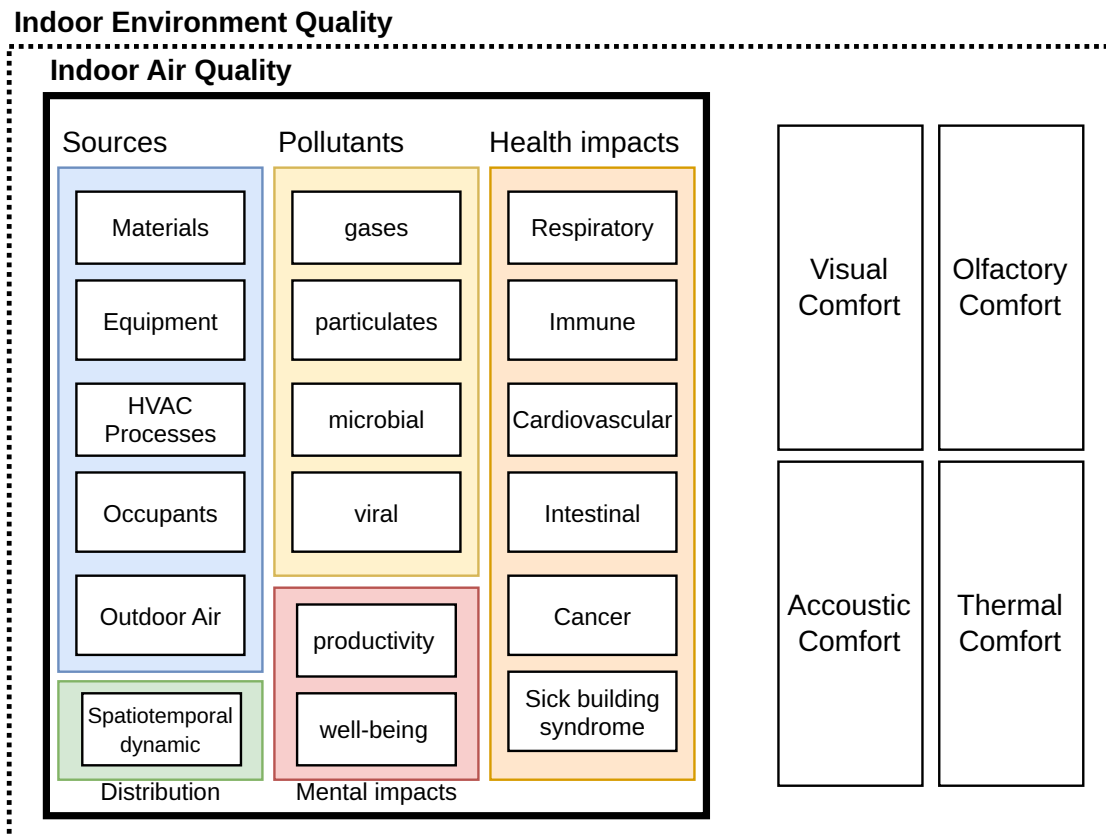 Indoor Environment Quality
Indoor Air Quality
Sources
Materials
Equipment
HVAC
Processes
Occupants
Outdoor Air
Spatiotemporal
dynamic
Distribution
Pollutants
gases
particulates
microbial
viral
productivity
well-being
Mental impacts
Health impacts
Respiratory
Immune
Cardiovascular
Intestinal
Cancer
Sick building
syndrome
Visual
Comfort
Olfactory
Comfort
Accoustic
Comfort
Thermal
Comfort